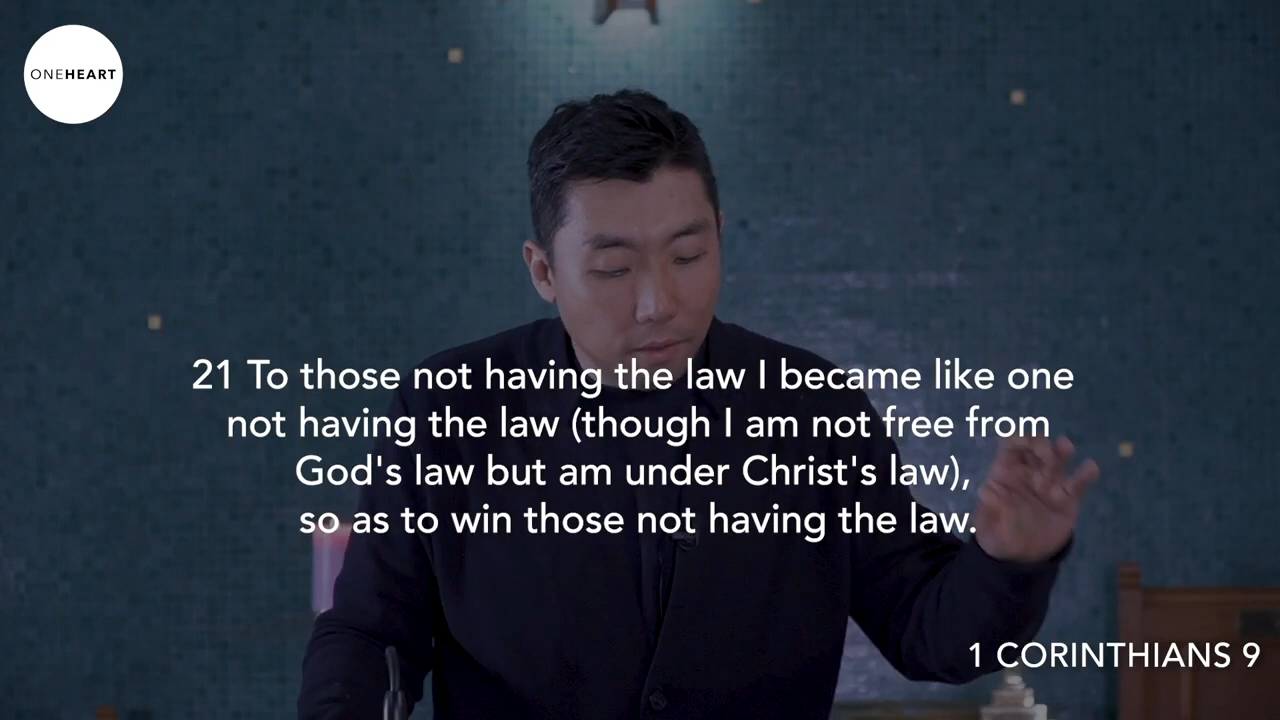 ONEHEART
21 To those not having the law I became like one
not having the law (though I am not free from
God's law but am under Christ's law),
so as to win those not having the law.
1 CORINTHIANS 9